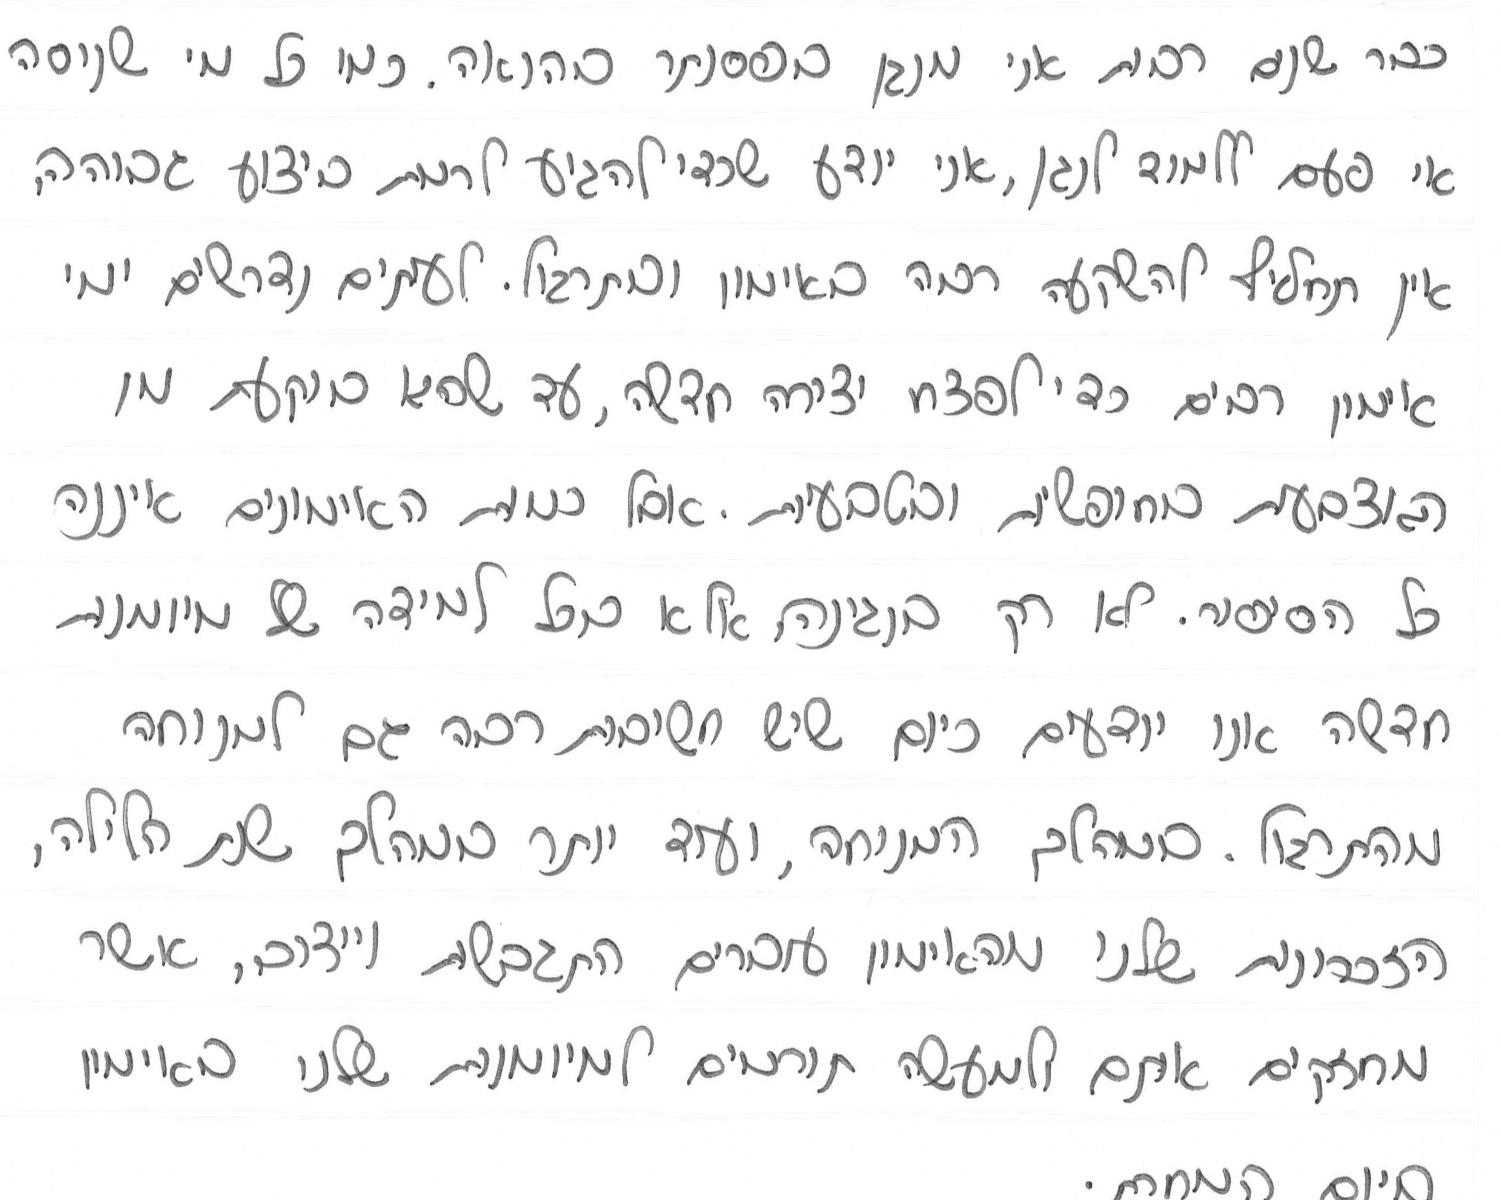 כבר שנים רבות אני מנגן בפסנתר בהנאה. כמו כל מי שניסה
אי פעם ללמוד לנגן, אני יודע שכדי להגיע לרמת ביצוע גבוהה,
אין תחליף להשקעה רבה באימון ובתרגול. לעתים נדרשים ימי
אימון רבים כדי לפצח יצירה חדשה, עד שהיא בוקעת מן
האצבעות בחופשיות ובטבעיות. אבל כמות האימונים איננה
כל הסיפור. לא רק בנגינה, אלא בכל למידה של מיומנות
חדשה אנו יודעים כיום שיש חשיבות רבה גם למנוחה
מהתרגול. במהלך המנוחה, ועוד יותר במהלך שנת הלילה,
הזכרונות שלנו מהאימון עוברים התגבשות וייצוב, אשר
מחזקים אותם ולמעשה תורמים למיומנות שלנו באימון
ביום המחרת.